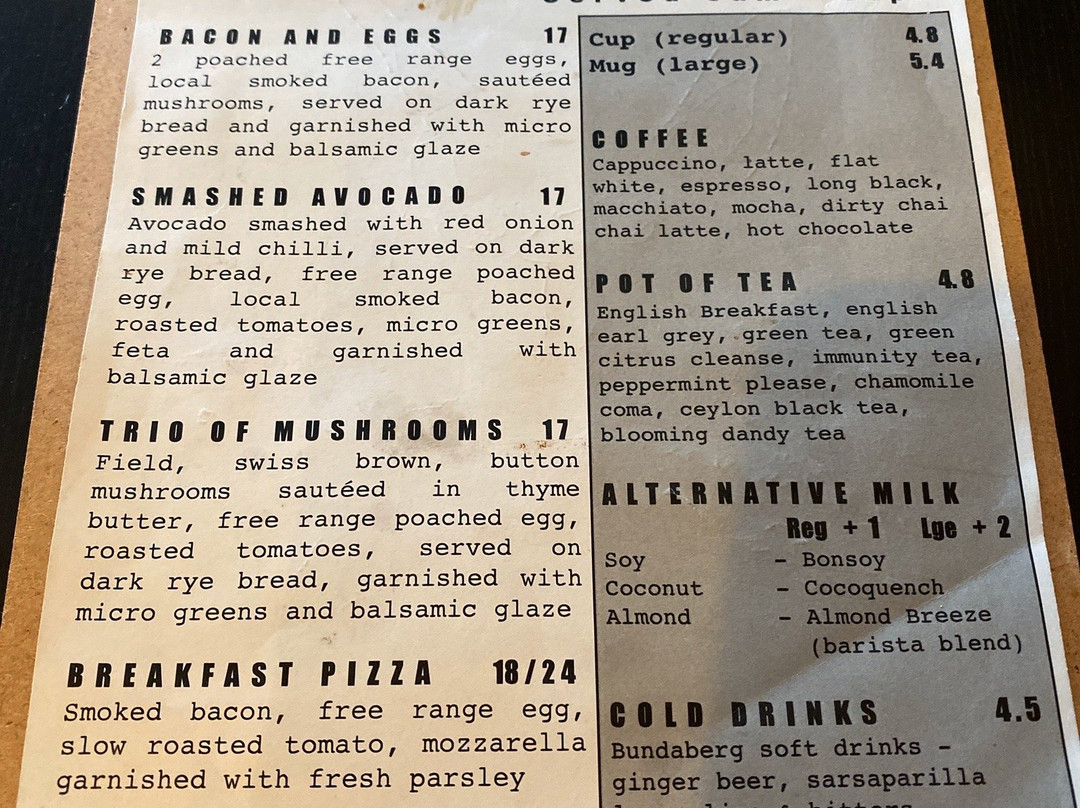 BACON AND EGGS 17
2 poached free range eggs,
local smoked bacon, sautéed
mushrooms, served on dark rye
bread and garnished with micro
greens and balsamic glaze
SMASHED AVOCADO 17
Avocado smashed with red onion
and mild chilli, served on dark
rye bread, free range poached
egg, local smoked bacon,
roasted tomatoes, micro greens,
feta and garnished with
balsamic glaze
TRIO OF MUSHROOMS 17
Field, swiss brown, button
mushrooms sautéed in thyme
butter, free range poached egg,
roasted tomatoes, served on
dark rye bread, garnished with
micro greens and balsamic glaze
BREAKFAST PIZZA 18/24
Smoked bacon, free range egg,
slow roasted tomato, mozzarella
garnished with fresh parsley
Cup (regular) 4.8
Mug (large) 5.4
COFFEE
Cappuccino, latte, flat
white, espresso, long black,
macchiato, mocha, dirty chai
chai latte, hot chocolate
POT OF TEA 4.8
English Breakfast, english
earl grey, green tea, green
citrus cleanse, immunity tea,
peppermint please, chamomile
coma, ceylon black tea,
blooming dandy tea
ALTERNATIVE MILK
Reg + 1 Lge + 2
Soy – Bonsoy
Coconut – Cocoquench
Almond – Almond Breeze
(barista blend)
COLD DRINKS 4.5
Bundaberg soft drinks –
ginger beer, sarsaparilla